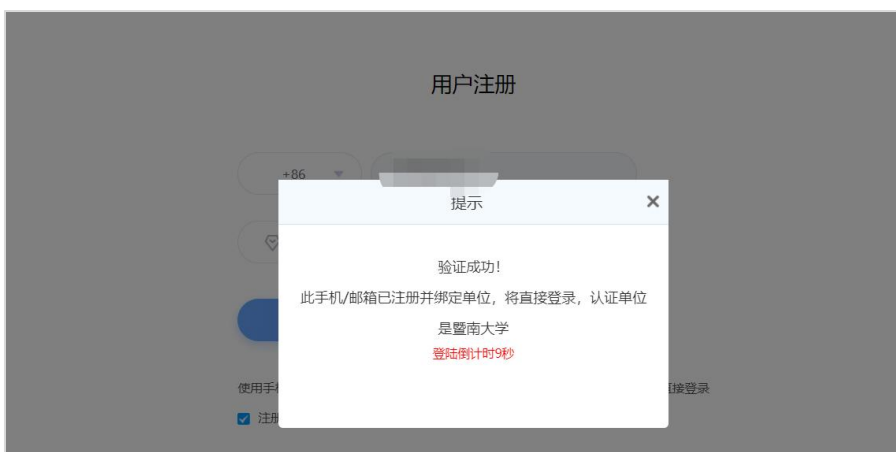 用户注册
+86
提示
验证成功!
此手机/邮箱已注册并绑定单位，将直接登录，认证单位
是暨南大学
登陆倒计时9秒
使用手
直接登录
注册